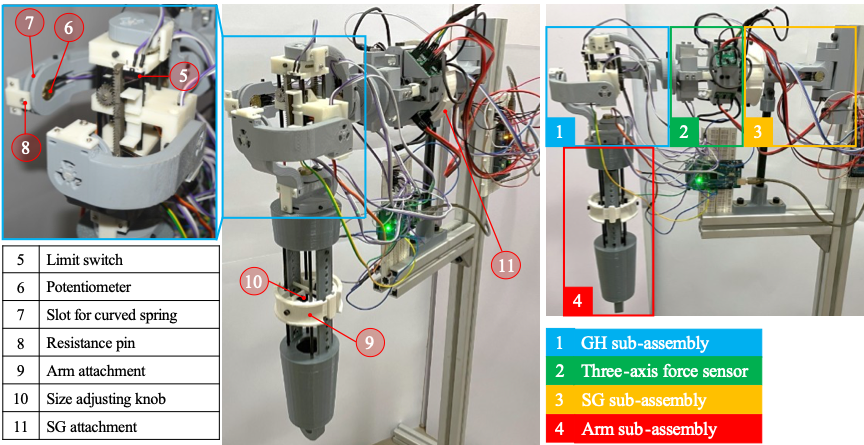 7
6
5
8
10
9
11
1
2
3
4
5 Limit switch
6 Potentiometer
7 Slot for curved spring
8 Resistance pin
9 Arm attachment
10 Size adjusting knob
11 SG attachment
1 GH sub-assembly
2 Three-axis force sensor
3 SG sub-assembly
4 Arm sub-assembly